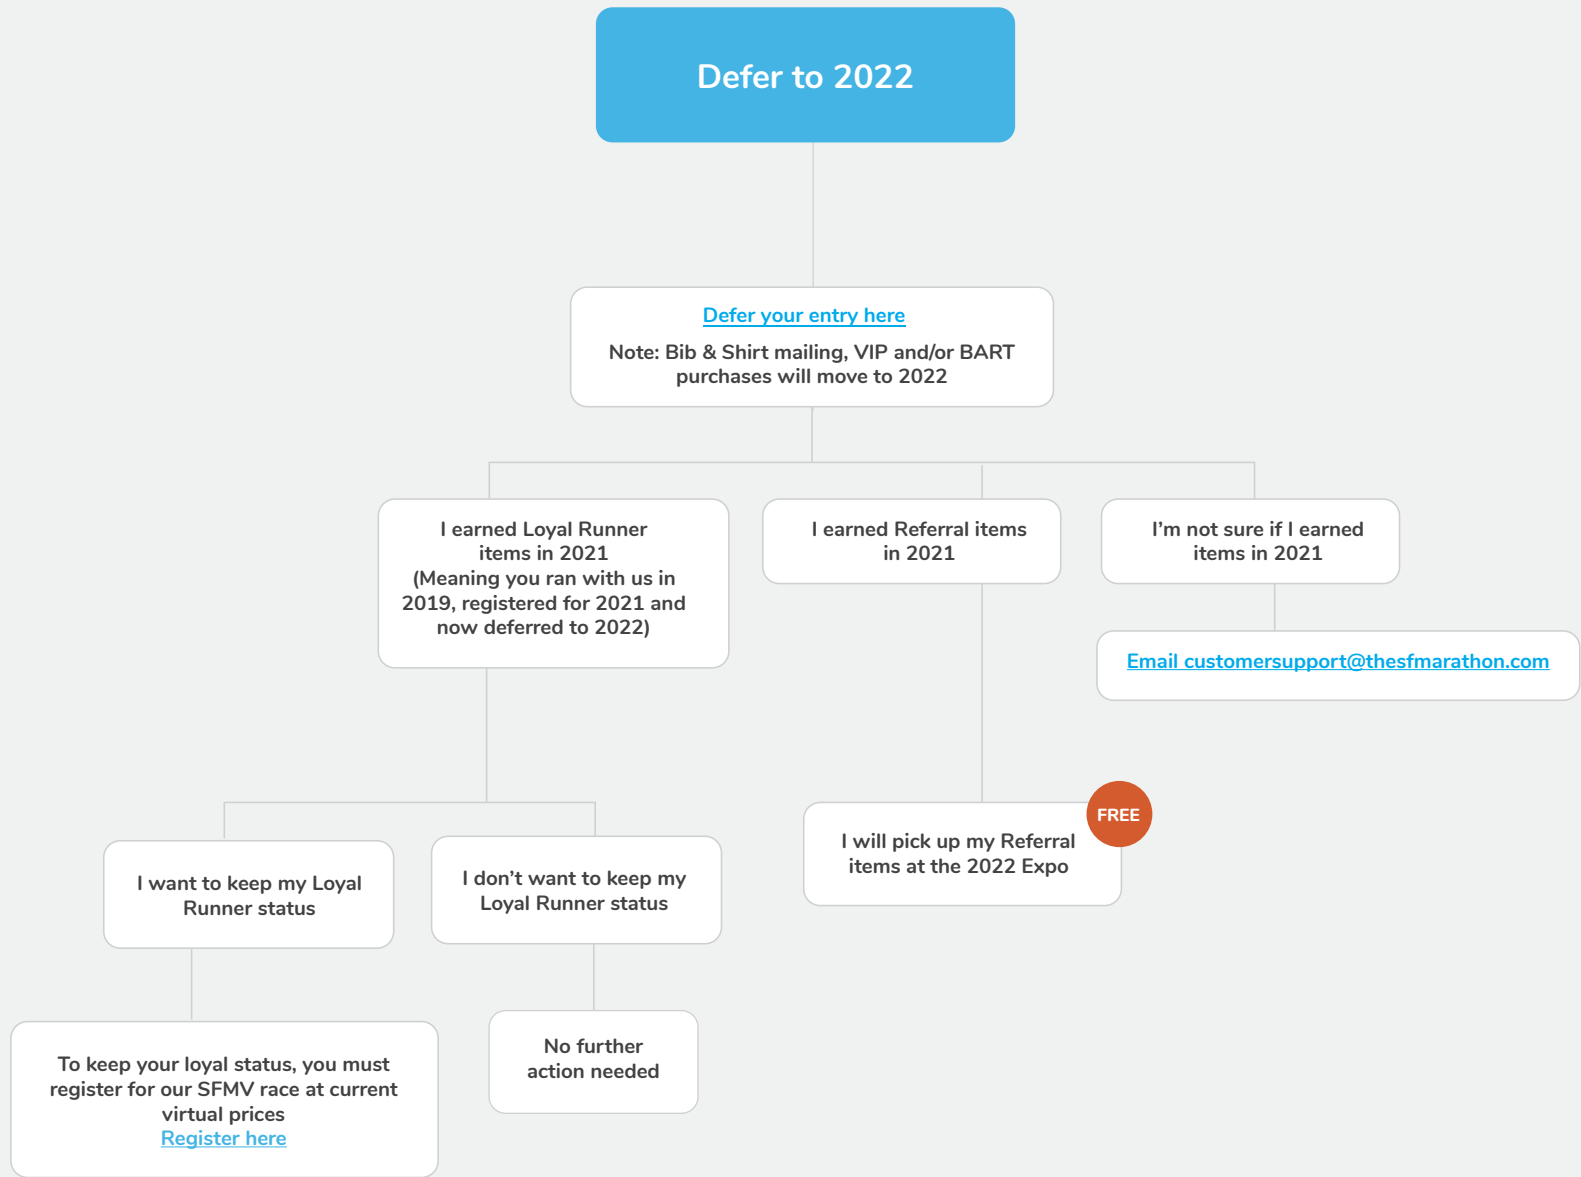 Defer to 2022
Defer your entry here
Note: Bib & Shirt mailing, VIP and/or BART
purchases will move to 2022
I earned Loyal Runner
items in 2021
(Meaning you ran with us in
2019, registered for 2021 and
now deferred to 2022)
I earned Referral items
in 2021
I’m not sure if I earned
items in 2021
Email customersupport@thesfmarathon.com
FREE
I will pick up my Referral
items at the 2022 Expo
I want to keep my Loyal
Runner status
I don’t want to keep my
Loyal Runner status
To keep your loyal status, you must
register for our SFMV race at current
virtual prices
Register here
No further
action needed